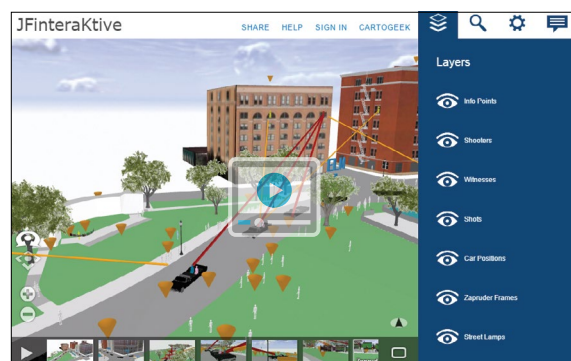 JFinteraKtive
SHARE HELP SIGN IN CARTOGEEK
Layers
Info Points
Shooters
Witnesses
Shots
Car Positions
Zapruder Frames
Street Lamps